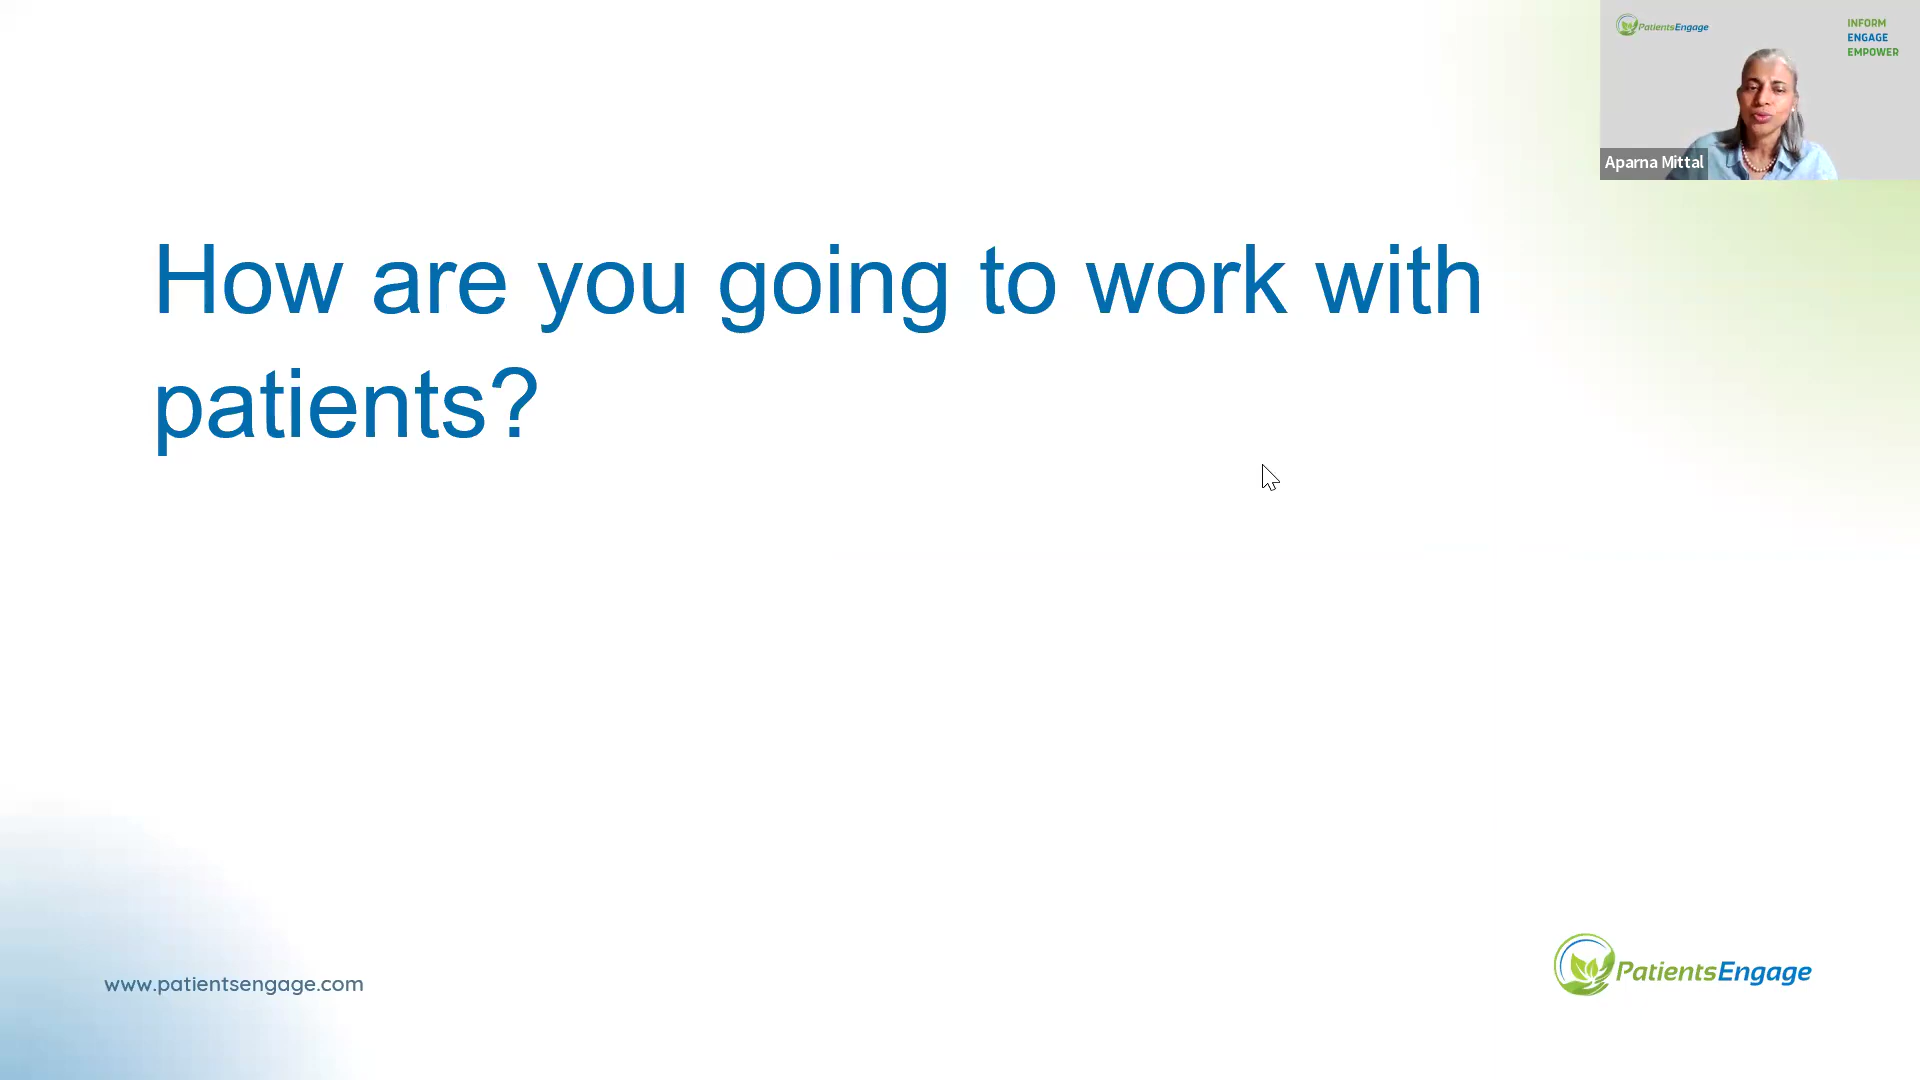 PatientsEngage
INFORM
ENGAGE
EMPOWER
Aparna Mittal
How are you going to work with
patients?
www.patientsengage.com
PatientsEngage